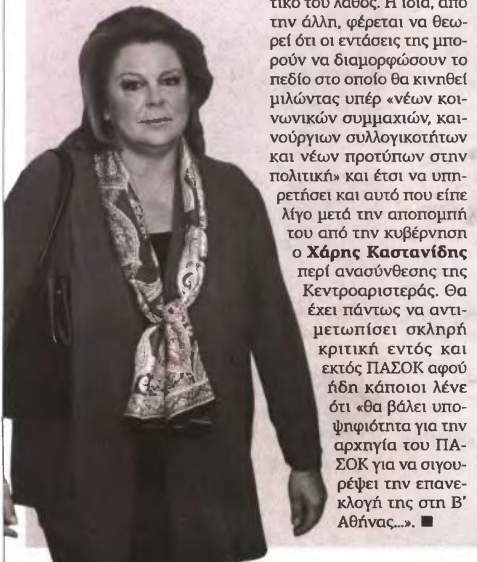 τικό του λάθος. Η ίδια, από
την άλλη, φέρεται να θεω-
ρεί ότι οι εντάσεις της μπο-
ρούν να διαμορφώσουν το
πεδίο στο οποίο θα κινηθεί
μιλώντας υπέρ «νέων κοι-
νωνικών συμμαχιών, και-
νούργιων συλλογικοτήτων
και νέων προτύπων στην
πολιτική» και έτσι να υπη-
ρετήσει και αυτό που είπε
λίγο μετά την αποπομπή
του από την κυβέρνηση
ο Χάρης Καστανίδης
περί ανασύνθεσης της
Κεντροαριστεράς. Θα
έχει πάντως να αντι-
μετωπίσει σκληρή
κριτική εντός και
εκτός ΠΑΣΟΚ αφού
ήδη κάποιοι λένε
ότι «θα βάλει υπο-
ψηφιότητα για την
αρχηγία του ΠΑ-
ΣΟΚ για να σιγου-
ρέψει την επανε-
κλογή της στη Β'
Αθήνας...». ■